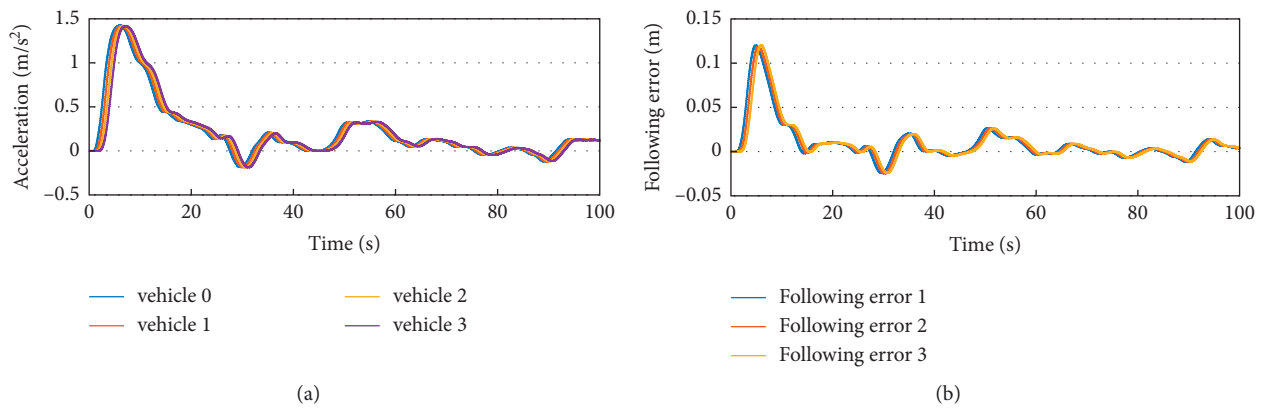 Acceleration (m/s²)
1.5
1
0.5
0
–0.5
0 20 40 60 80 100
Time (s)
vehicle 0
vehicle 1
vehicle 2
vehicle 3
(a)
Following error (m)
0.15
0.1
0.05
0
–0.05
0 20 40 60 80 100
Time (s)
Following error 1
Following error 2
Following error 3
(b)